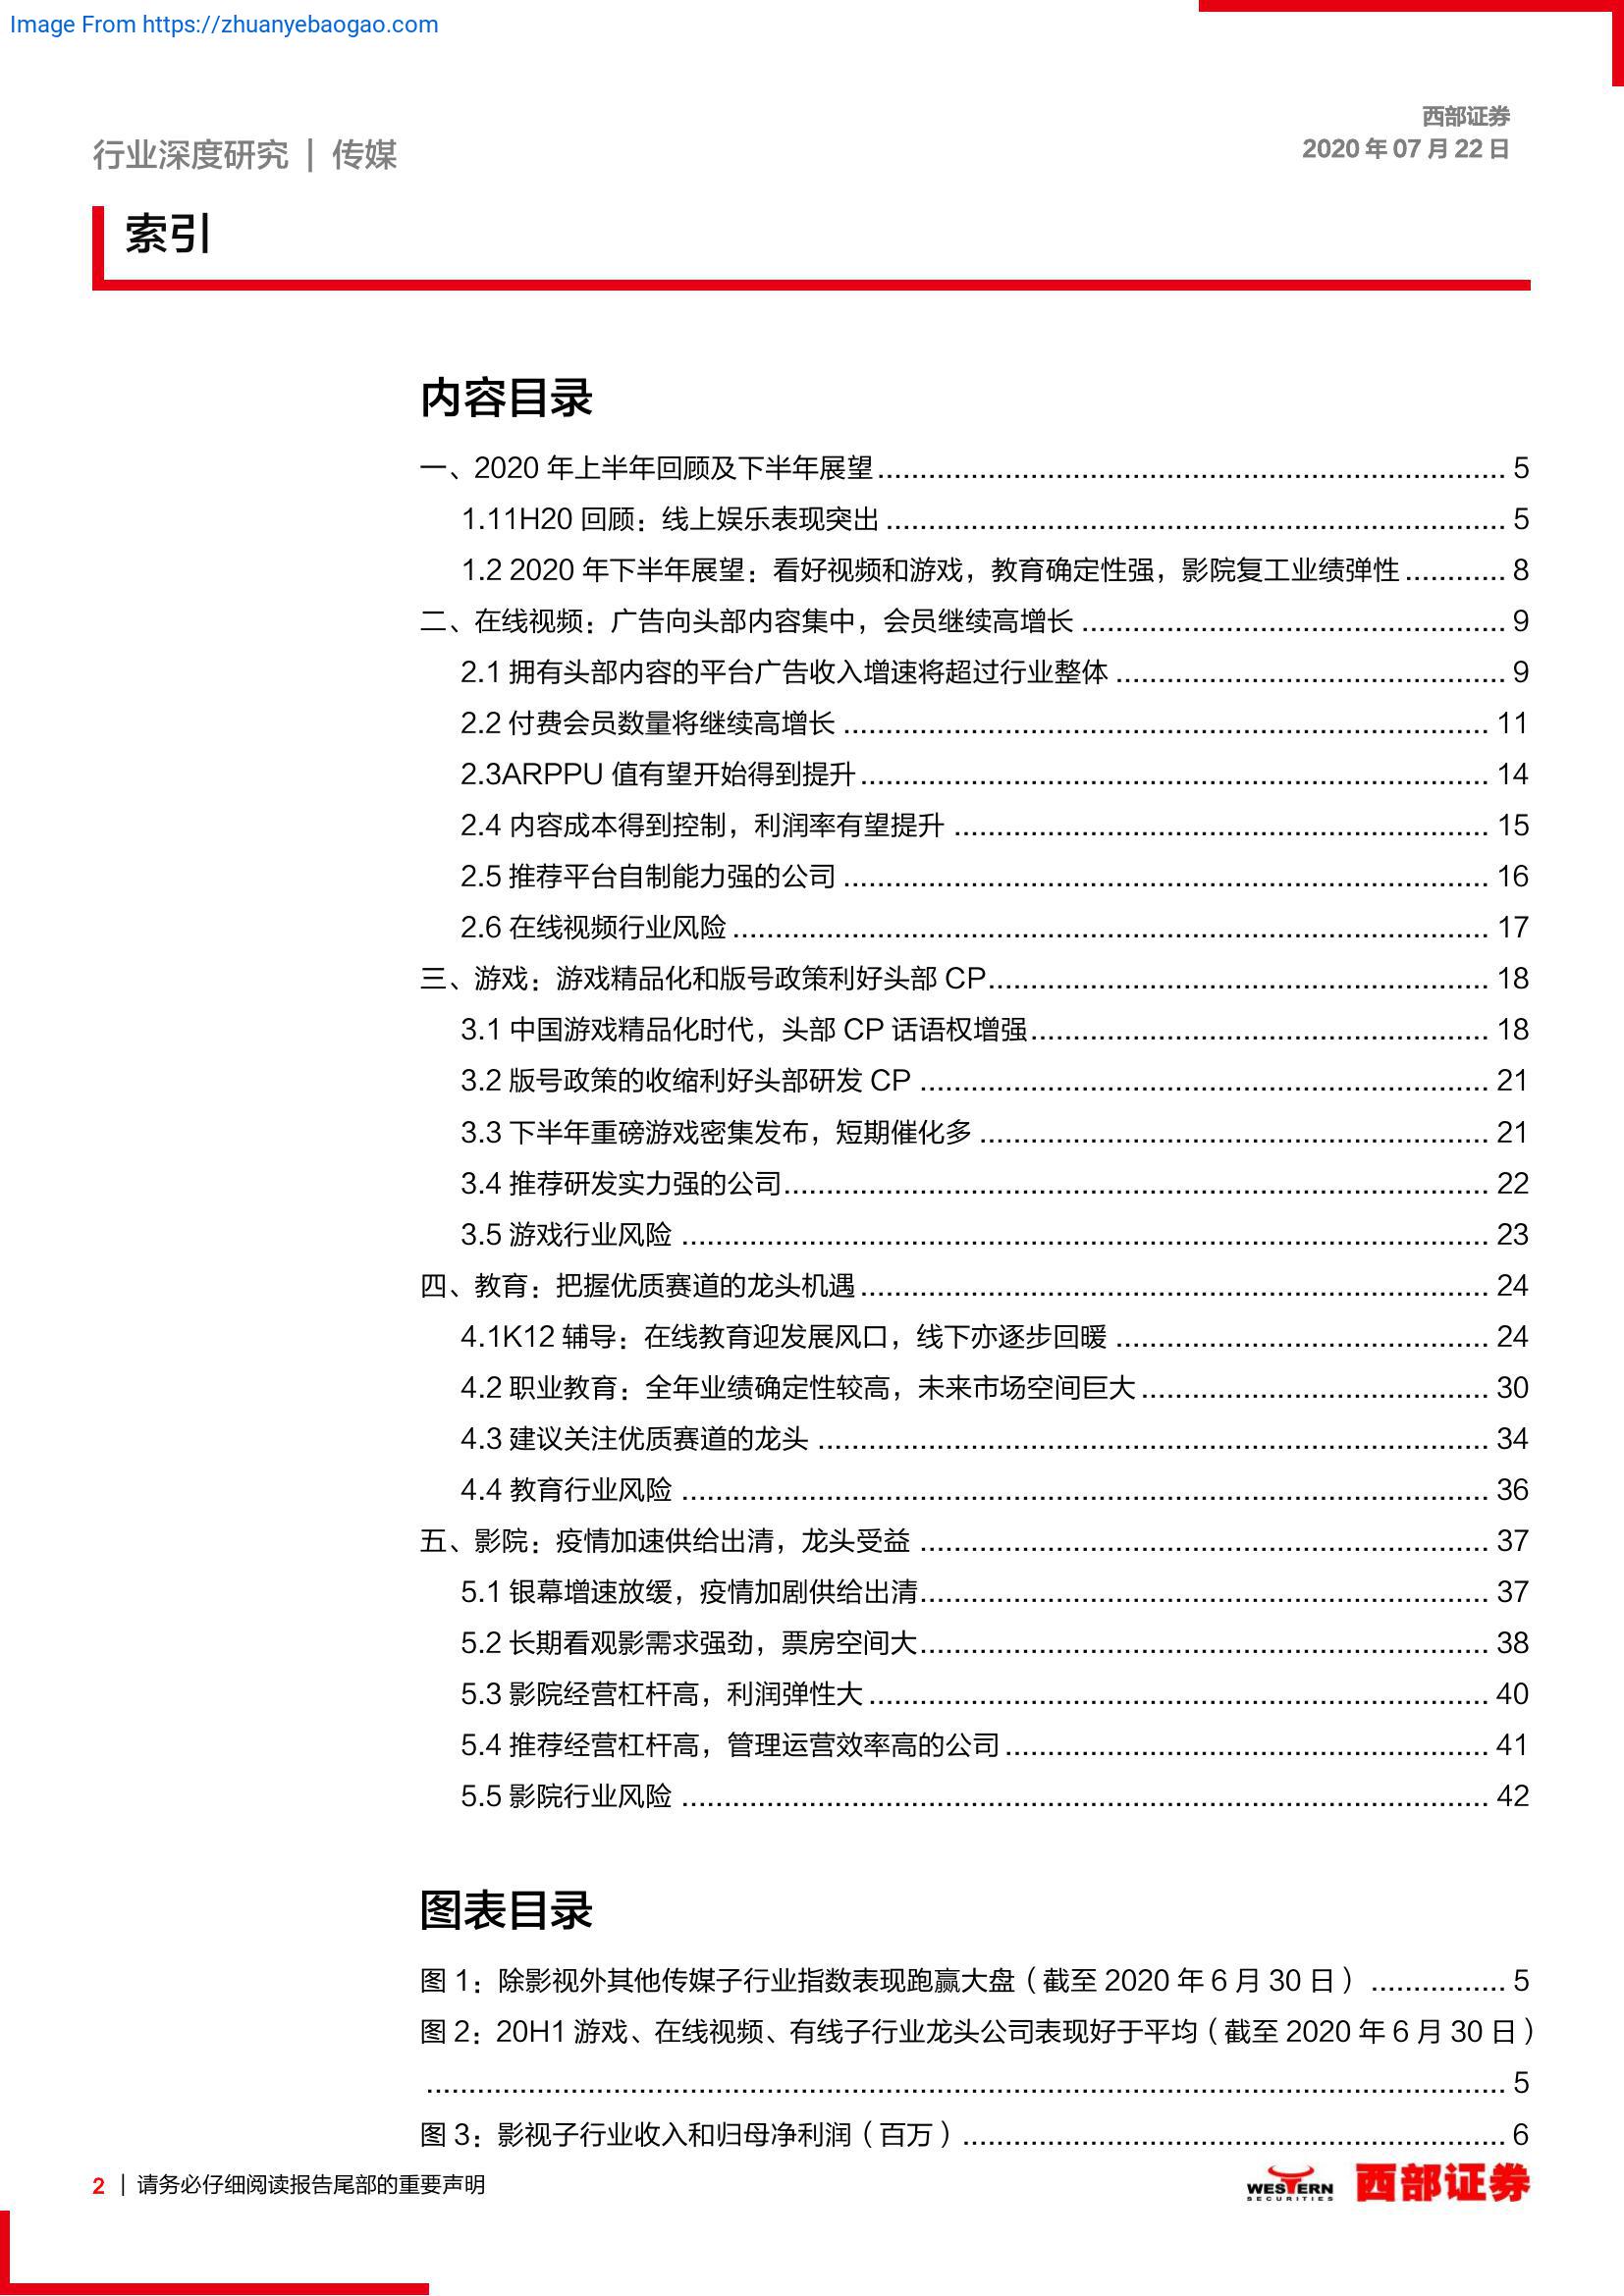 Image From https://zhuanyebaogao.com
西部证券
行业深度研究 | 传媒
2020 年 07 月 22 日
索引
内容目录
一、2020 年上半年回顾及下半年展望 ........................................................................ 5
1.11H20 回顾：线上娱乐表现突出 ........................................................................ 5
1.2 2020 年下半年展望：看好视频和游戏，教育确定性强，影院复工业绩弹性 ............ 8
二、在线视频：广告向头部内容集中，会员继续高增长 ................................................. 9
2.1 拥有头部内容的平台广告收入增速将超过行业整体 ............................................. 9
2.2 付费会员数量将继续高增长 ........................................................................... 11
2.3ARPPU 值有望开始得到提升 ......................................................................... 14
2.4 内容成本得到控制，利润率有望提升 .............................................................. 15
2.5 推荐平台自制能力强的公司 ........................................................................... 16
2.6 在线视频行业风险 ........................................................................................ 17
三、游戏：游戏精品化和版号政策利好头部 CP .......................................................... 18
3.1 中国游戏精品化时代，头部 CP 话语权增强 ..................................................... 18
3.2 版号政策的收缩利好头部研发 CP .................................................................. 21
3.3 下半年重磅游戏密集发布，短期催化多 ........................................................... 21
3.4 推荐研发实力强的公司 .................................................................................. 22
3.5 游戏行业风险 .............................................................................................. 23
四、教育：把握优质赛道的龙头机遇 ......................................................................... 24
4.1K12 辅导：在线教育迎发展风口，线下亦逐步回暖 ........................................... 24
4.2 职业教育：全年业绩确定性较高，未来市场空间巨大 ........................................ 30
4.3 建议关注优质赛道的龙头 .............................................................................. 34
4.4 教育行业风险 .............................................................................................. 36
五、影院：疫情加速供给出清，龙头受益 .................................................................. 37
5.1 银幕增速放缓，疫情加剧供给出清 ................................................................. 37
5.2 长期看观影需求强劲，票房空间大 ................................................................. 38
5.3 影院经营杠杆高，利润弹性大 ........................................................................ 40
5.4 推荐经营杠杆高，管理运营效率高的公司 ........................................................ 41
5.5 影院行业风险 .............................................................................................. 42
图表目录
图 1：除影视外其他传媒子行业指数表现跑赢大盘（截至 2020 年 6 月 30 日） ................ 5
图 2：20H1 游戏、在线视频、有线子行业龙头公司表现好于平均（截至 2020 年 6 月 30 日）
............................................................................................................................. 5
图 3：影视子行业收入和归母净利润（百万） ............................................................... 6
2 | 请务必仔细阅读报告尾部的重要声明
WESTERN
SECURITIES
西部证券